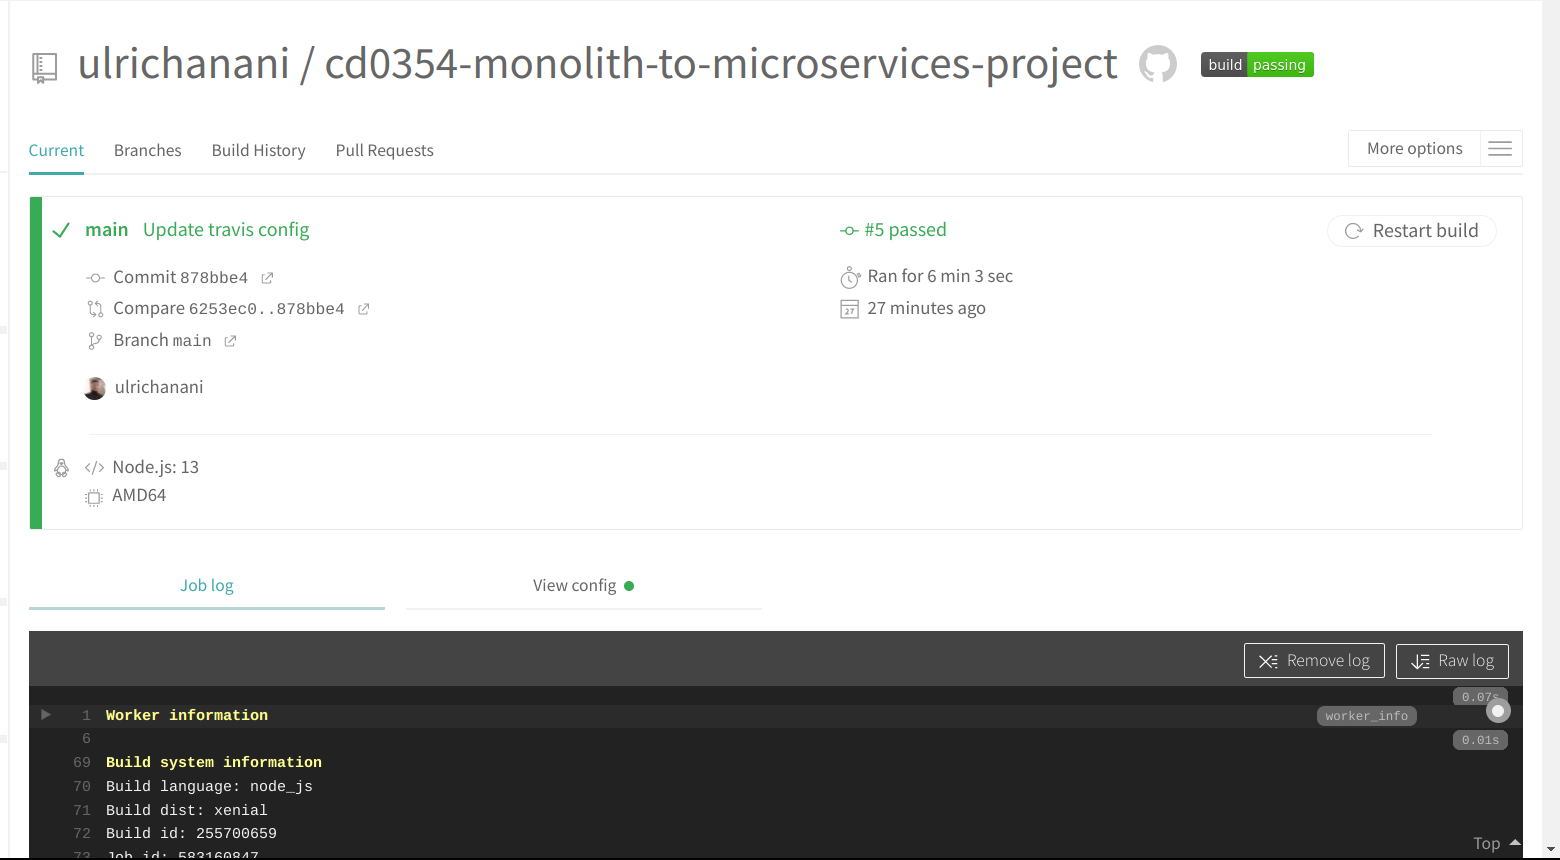 ulrichanani / cd0354-monolith-to-microservices-project build passing
Current Branches Build History Pull Requests More options
main Update travis config #5 passed Restart build
Commit 878bbe4 Ran for 6 min 3 sec
Compare 6253ec0..878bbe4 27 minutes ago
Branch main
ulrichanani
</> Node.js: 13
AMD64
Job log View config
Remove log Raw log
0.07s
1 Worker information worker_info
6 0.01s
69 Build system information
70 Build language: node_js
71 Build dist: xenial
72 Build id: 255700659
Top
73 Job id: 583160847